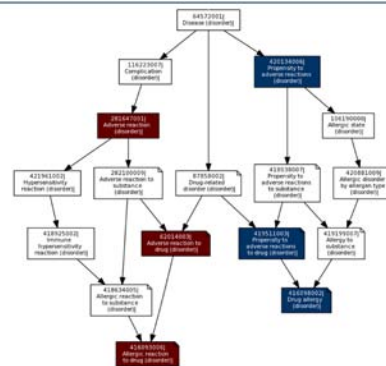 64572001|
Disease (disorder)|
116223007|
Complication
(disorder)|
420134006|
Propensity to
adverse reactions
(disorder)|
281647001|
Adverse reaction
(disorder)|
106190000|
Allergic state
(disorder)|
421961002|
Hypersensitivity
reaction (disorder)|
282100009|
Adverse reaction to
substance
(disorder)|
87858002|
Drug-related
disorder (disorder)|
418038007|
Propensity to
adverse reactions
to substance
(disorder)|
420881009|
Allergic disorder
by allergen type
(disorder)|
418925002|
Immune
hypersensitivity
reaction (disorder)|
62014003|
Adverse reaction to
drug (disorder)|
419511003|
Propensity to
adverse reactions
to drug (disorder)|
419199007|
Allergy to
substance
(disorder)|
418634005|
Allergic reaction
to substance
(disorder)|
416098002|
Drug allergy
(disorder)|
416093006|
Allergic reaction
to drug (disorder)|